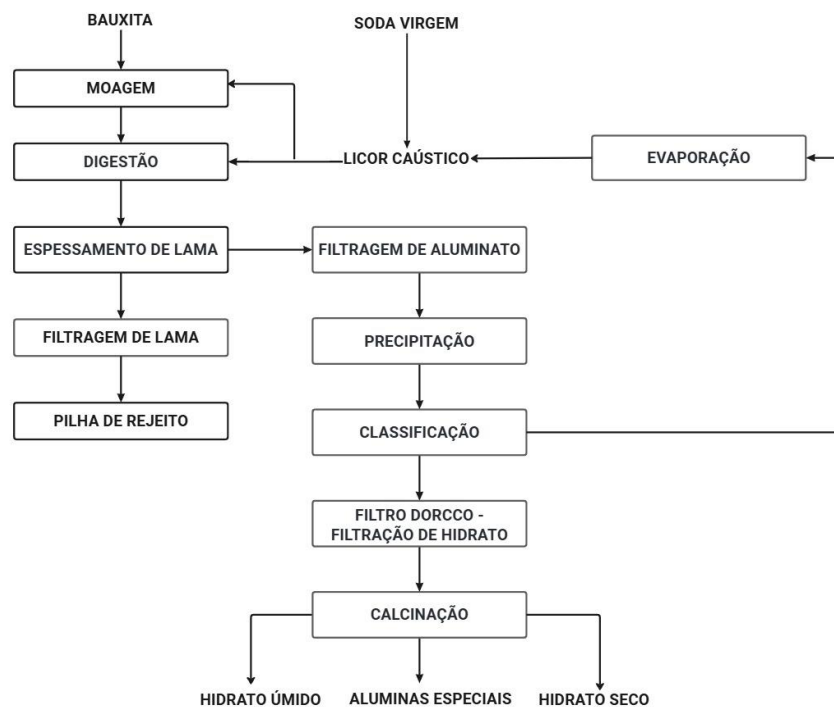 BAUXITA
SODA VIRGEM
MOAGEM
DIGESTÃO
LICOR CAÚSTICO
EVAPORAÇÃO
ESPESSAMENTO DE LAMA
FILTRAGEM DE ALUMINATO
FILTRAGEM DE LAMA
PRECIPITAÇÃO
PILHA DE REJEITO
CLASSIFICAÇÃO
FILTRO DORCCO -
FILTRAÇÃO DE HIDRATO
CALCINAÇÃO
HIDRATO ÚMIDO
ALUMINAS ESPECIAIS
HIDRATO SECO